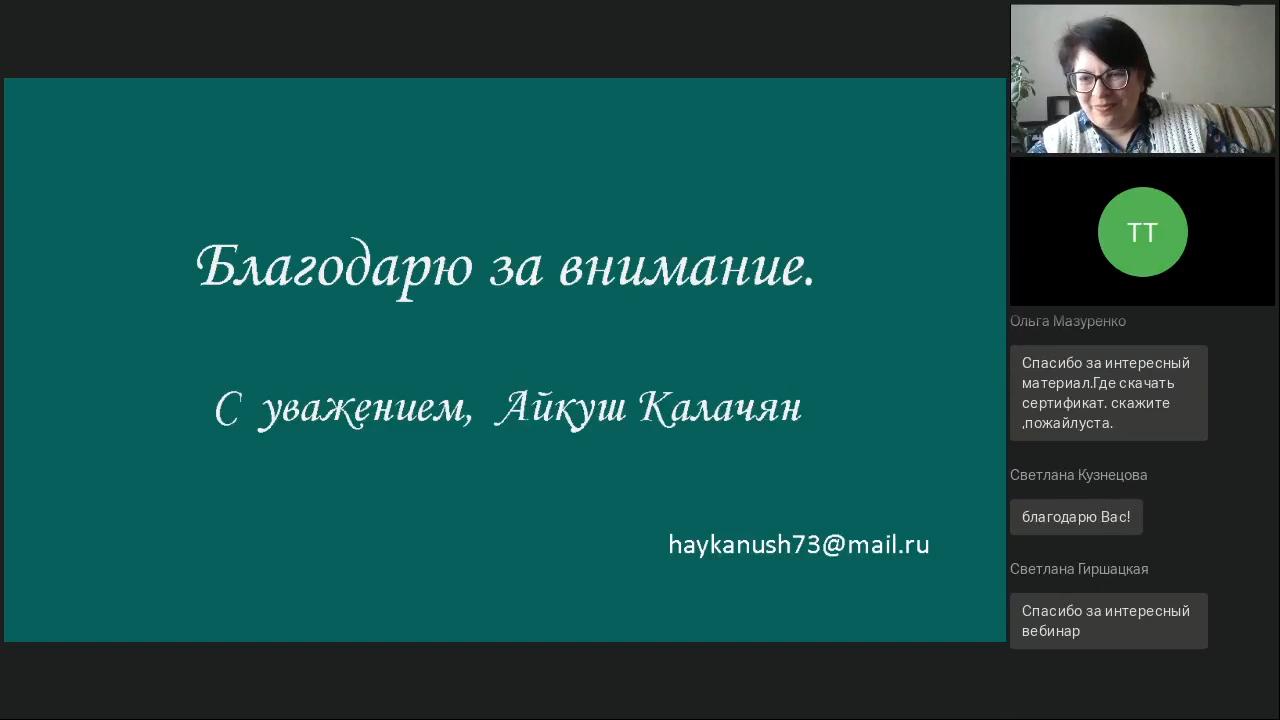 Благодарю за внимание.
С уважением, Айкуш Калачян
haykanush73@mail.ru
ТТ
Ольга Мазуренко
Спасибо за интересный
материал.Где скачать
сертификат. скажите
,пожайлуста.
Светлана Кузнецова
благодарю Вас!
Светлана Гиршацкая
Спасибо за интересный
вебинар